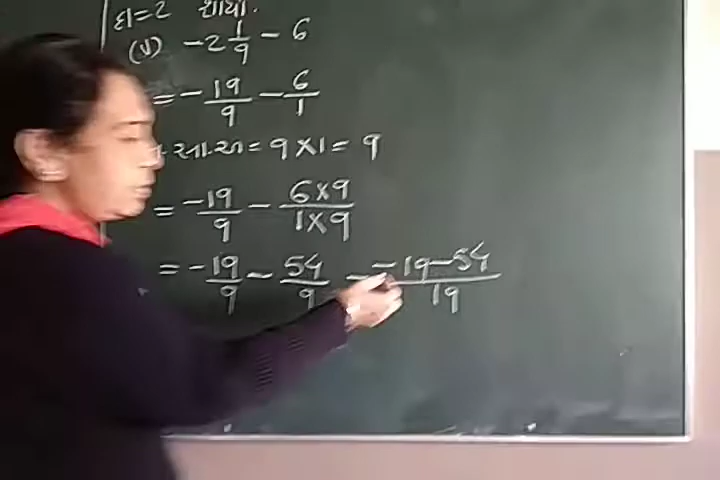 દા=2
(V) -2 1/9 - 6
= -19/9 - 6/1
= 9 × 1 = 9
= -19/9 - 6×9/1×9
= -19/9 - 54/9 = -19-54/19